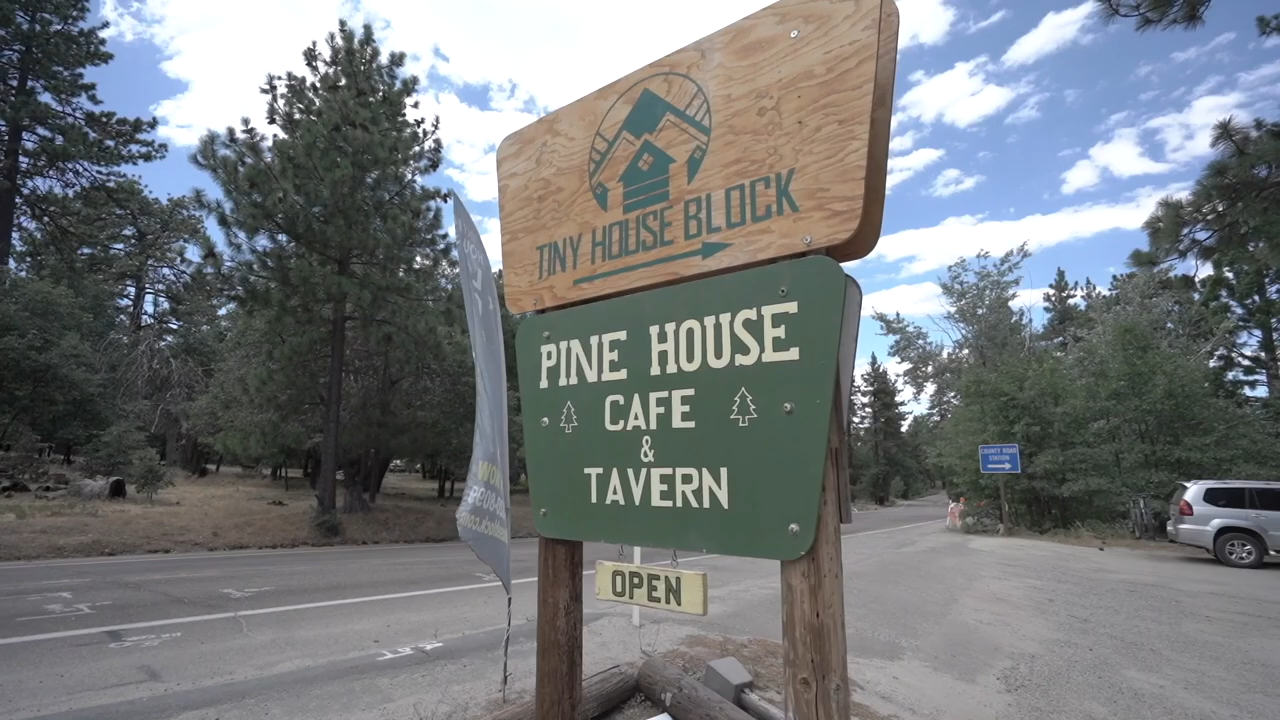 TINY HOUSE BLOCK
PINE HOUSE
CAFE
&
TAVERN
OPEN
COUNTY ROAD
STATION